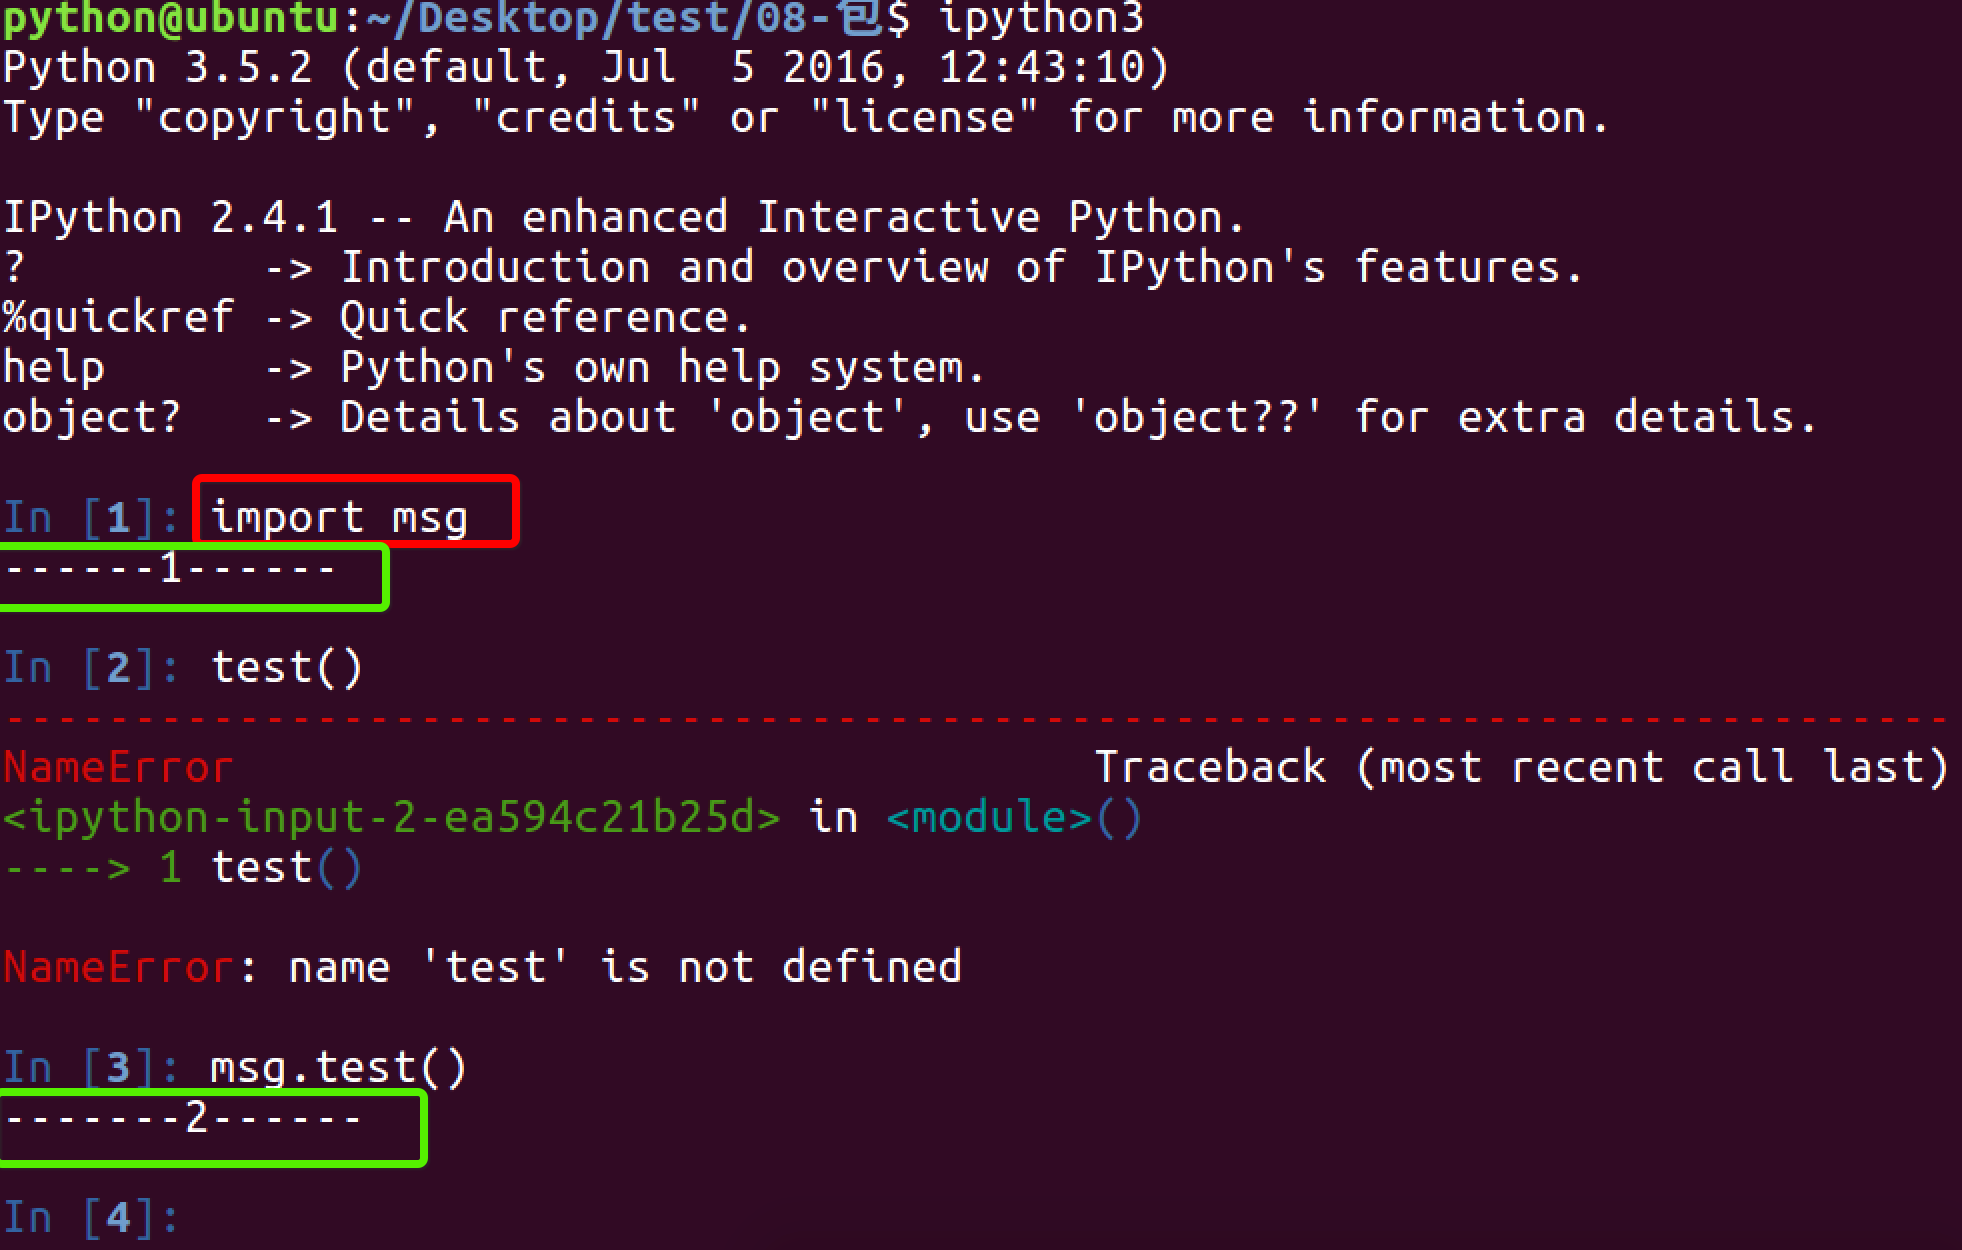 python@ubuntu:~/Desktop/test/08-包$ ipython3
Python 3.5.2 (default, Jul  5 2016, 12:43:10)
Type "copyright", "credits" or "license" for more information.
IPython 2.4.1 -- An enhanced Interactive Python.
?         -> Introduction and overview of IPython's features.
%quickref -> Quick reference.
help      -> Python's own help system.
object?   -> Details about 'object', use 'object??' for extra details.
In [1]: import msg
------1------
In [2]: test()
---------------------------------------------------------------------------
NameError                                 Traceback (most recent call last)
<ipython-input-2-ea594c21b25d> in <module>()
----> 1 test()
NameError: name 'test' is not defined
In [3]: msg.test()
-------2------
In [4]: